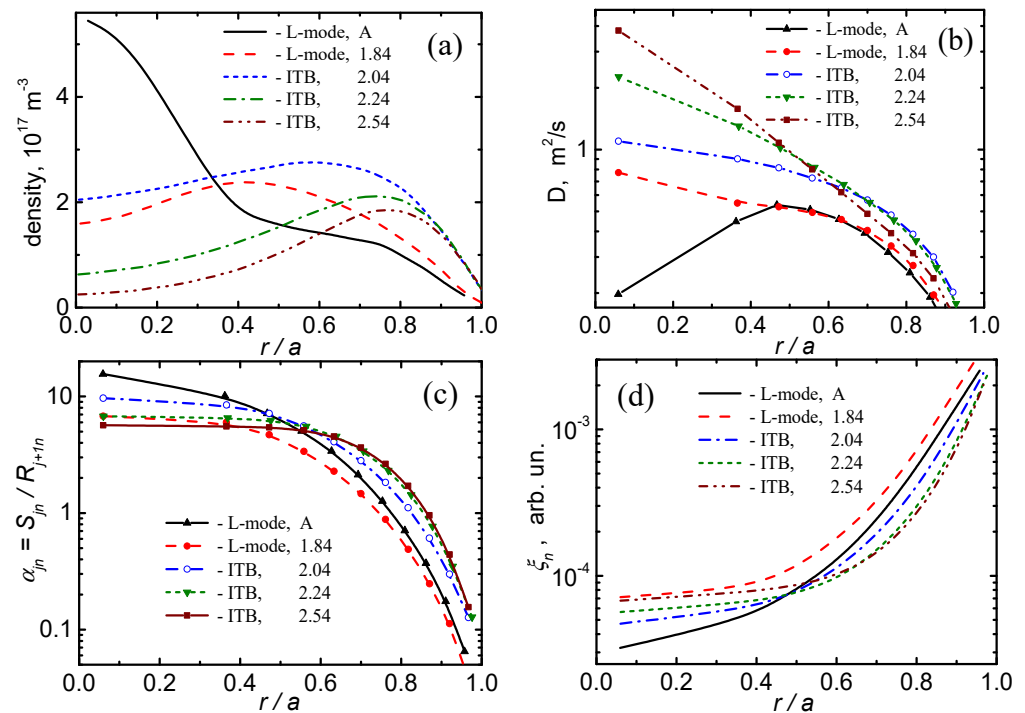 (a)
- L-mode, A
- L-mode, 1.84
- ITB, 2.04
- ITB, 2.24
- ITB, 2.54
density, 10^17 m^-3
0 2 4
0.0 0.2 0.4 0.6 0.8 1.0
r / a
(b)
- L-mode, A
- L-mode, 1.84
- ITB, 2.04
- ITB, 2.24
- ITB, 2.54
D, m^2/s
1
0.0 0.2 0.4 0.6 0.8 1.0
r / a
(c)
α_jn = S_jn / R_j+1n
10
1
0.1
- L-mode, A
- L-mode, 1.84
- ITB, 2.04
- ITB, 2.24
- ITB, 2.54
0.0 0.2 0.4 0.6 0.8 1.0
r / a
(d)
- L-mode, A
- L-mode, 1.84
- ITB, 2.04
- ITB, 2.24
- ITB, 2.54
ξ_n , arb. un.
10^-3
10^-4
0.0 0.2 0.4 0.6 0.8 1.0
r / a